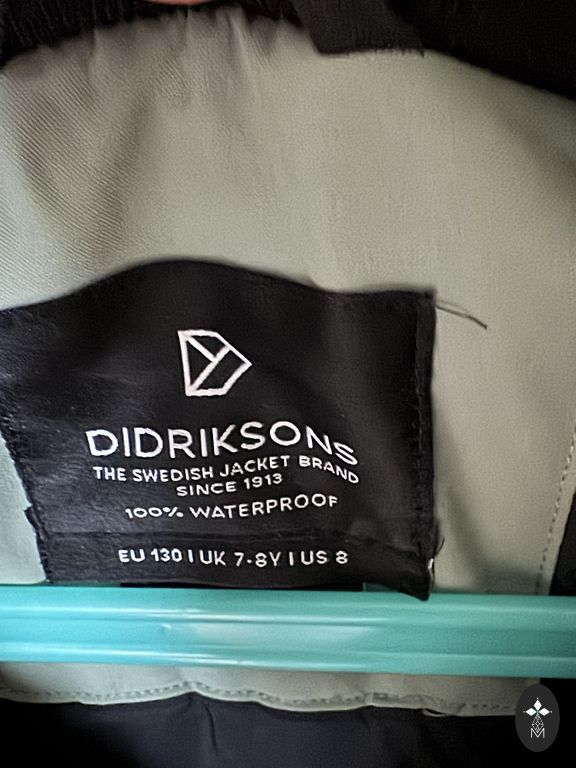 DIDRIKSONS
THE SWEDISH JACKET BRAND
SINCE 1913
100% WATERPROOF
EU 130 | UK 7-8Y | US 8
M